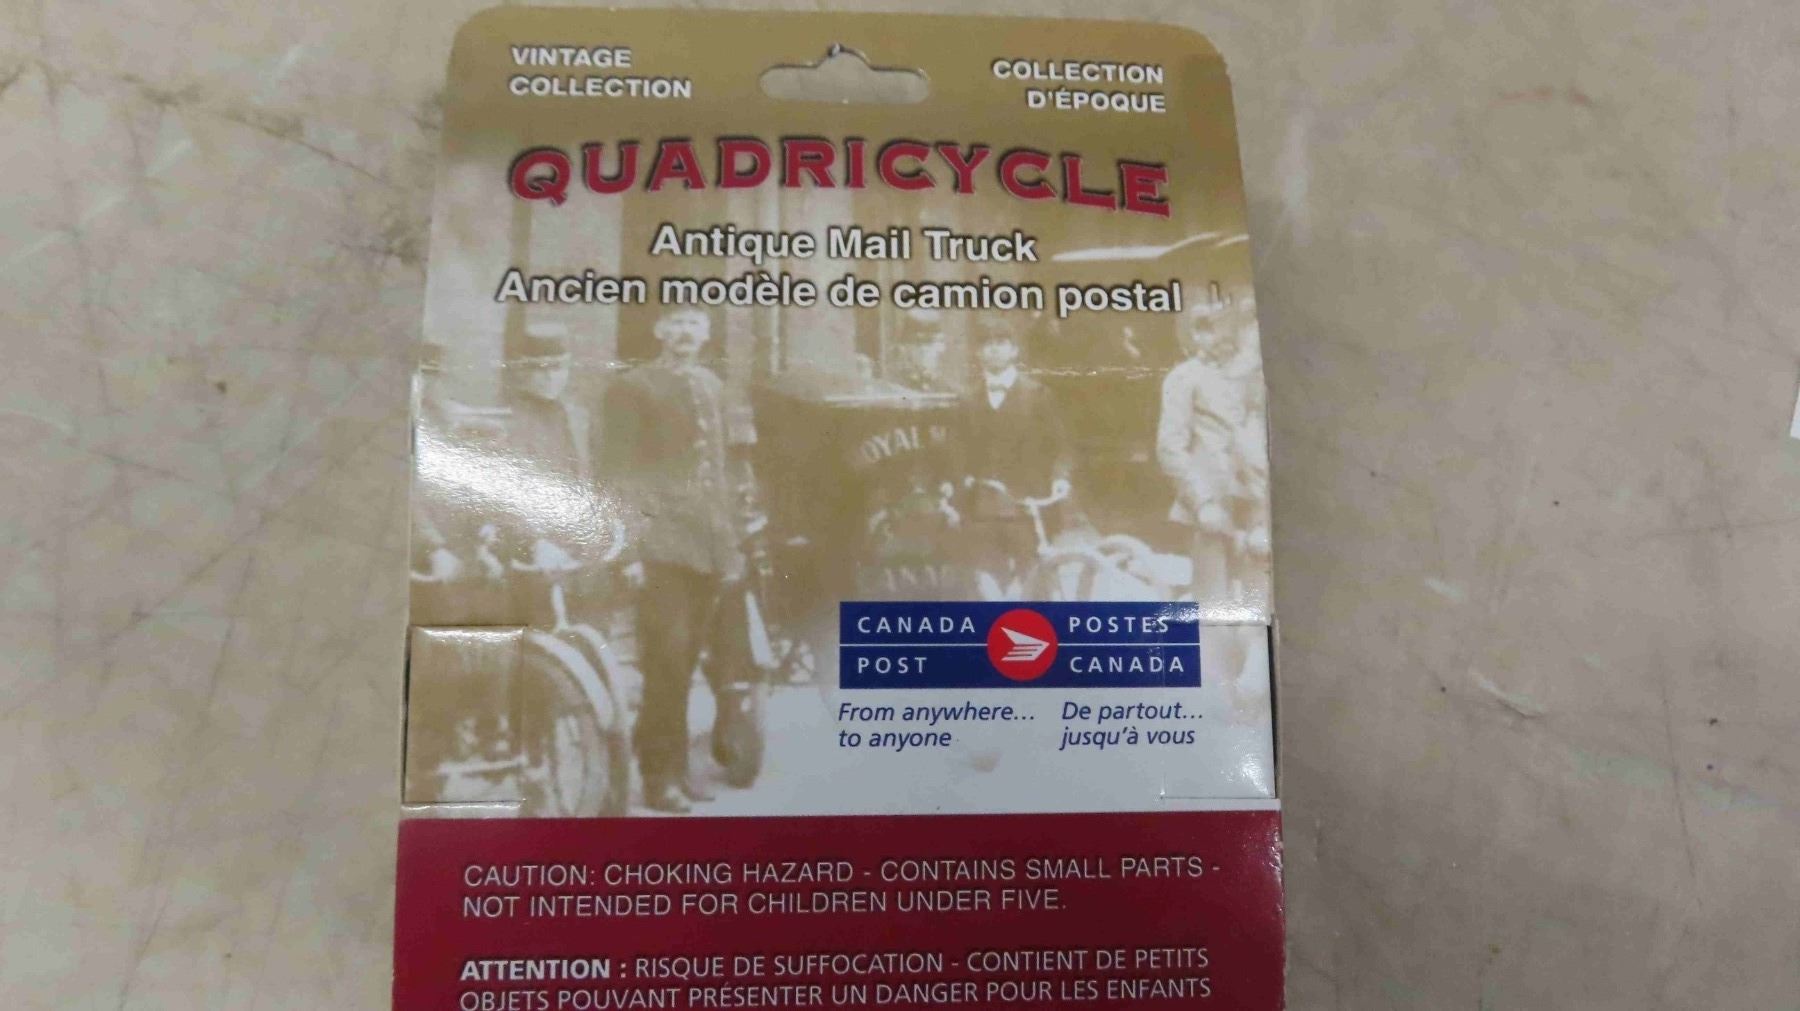 VINTAGE
COLLECTION
COLLECTION
D'ÉPOQUE
QUADRICYCLE
Antique Mail Truck
Ancien modèle de camion postal
OYAL M
CANADA
POST
POSTES
CANADA
From anywhere...
to anyone
De partout...
jusqu'à vous
CAUTION: CHOKING HAZARD - CONTAINS SMALL PARTS -
NOT INTENDED FOR CHILDREN UNDER FIVE.
ATTENTION : RISQUE DE SUFFOCATION - CONTIENT DE PETITS
OBJETS POUVANT PRÉSENTER UN DANGER POUR LES ENFANTS